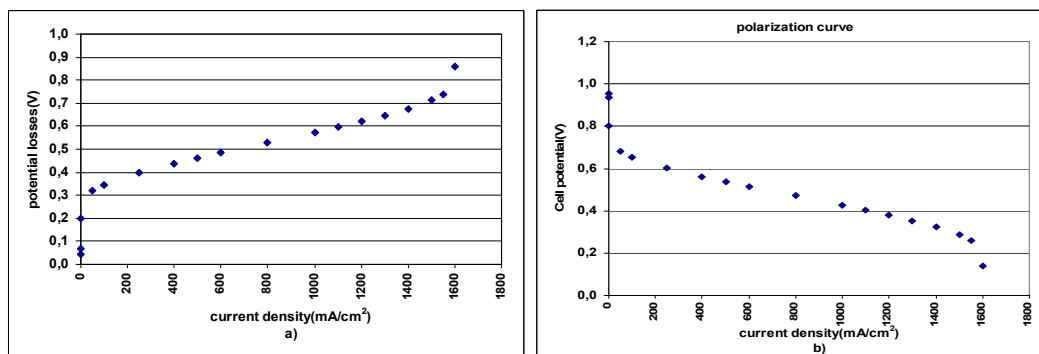 1,0
0,9
0,8
0,7
0,6
0,5
0,4
0,3
0,2
0,1
0,0
potential losses(V)
0 200 400 600 800 1000 1200 1400 1600 1800
current density(mA/cm²)
a)
polarization curve
1,2
1,0
0,8
0,6
0,4
0,2
0,0
Cell potential(V)
0 200 400 600 800 1000 1200 1400 1600 1800
current density(mA/cm²)
b)